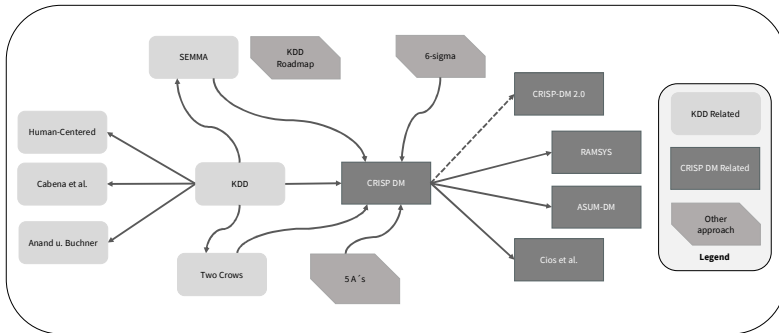 SEMMA
KDD
Roadmap
6-sigma
CRISP-DM 2.0
KDD Related
Human-Centered
RAMSYS
CRISP DM Related
Cabena et al.
KDD
CRISP DM
ASUM-DM
Other
approach
Anand u. Buchner
Legend
Two Crows
5 A´s
Cios et al.